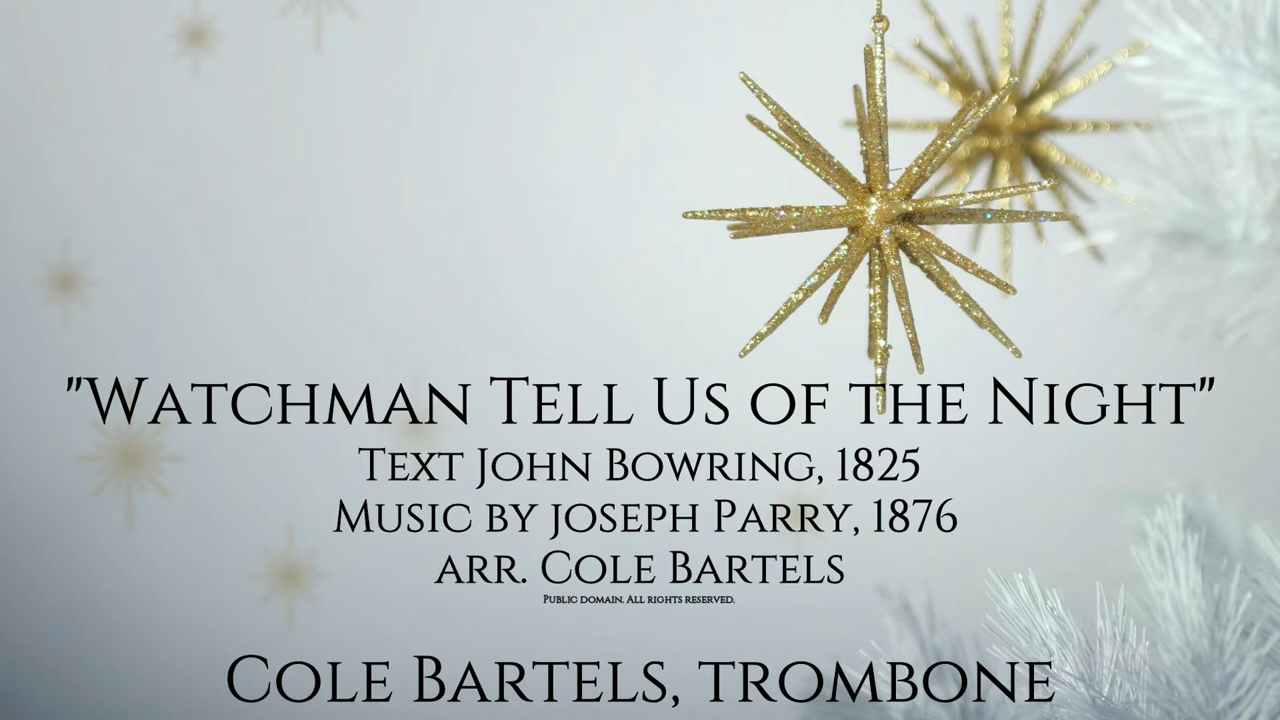 "Watchman Tell Us of the Night"
Text John Bowring, 1825
Music by joseph Parry, 1876
arr. Cole Bartels
Public domain. All rights reserved.
Cole Bartels, trombone